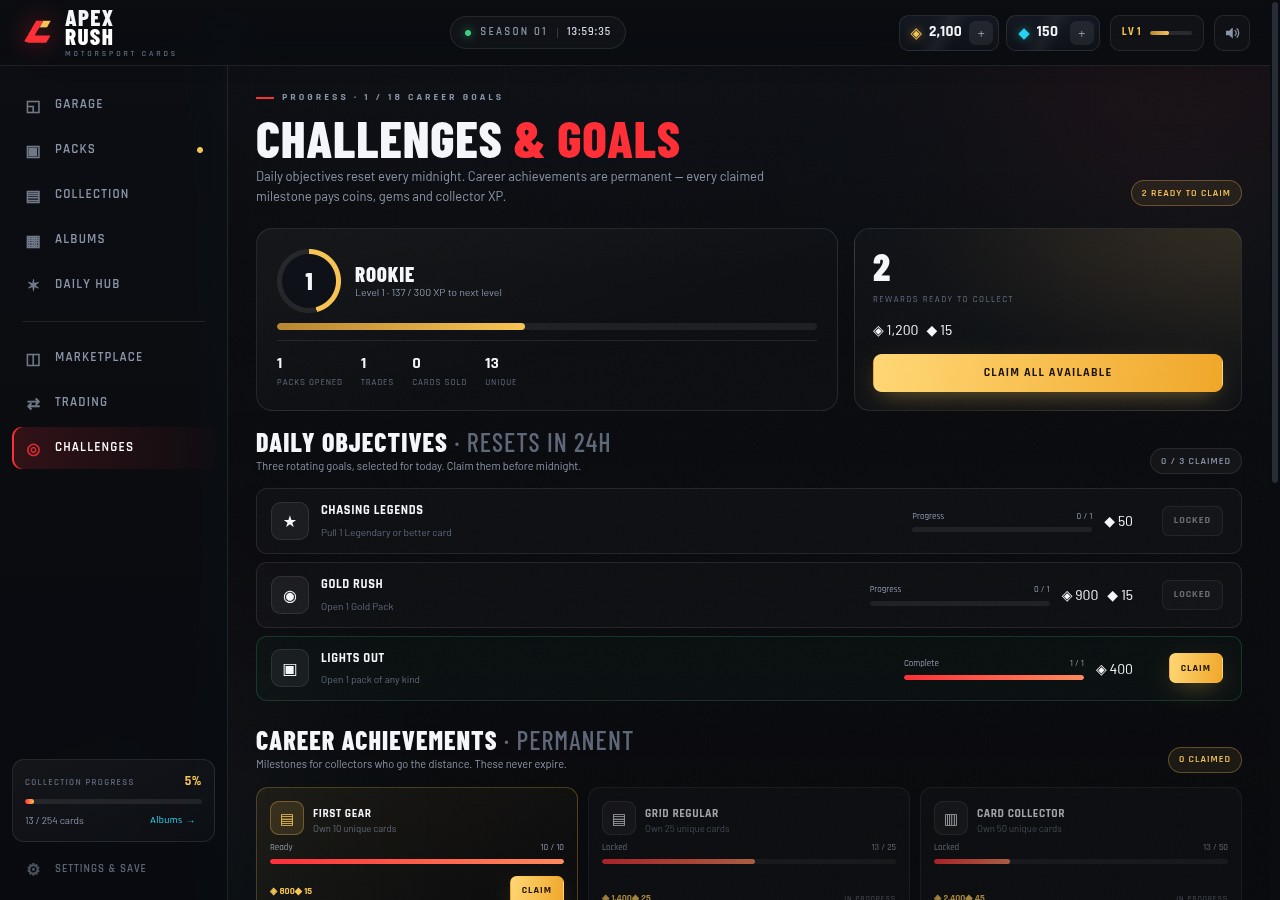 APEX
RUSH
MOTORSPORT CARDS
SEASON 01 | 13:59:35
2,100 +
150 +
LV 1
GARAGE
PACKS
COLLECTION
ALBUMS
DAILY HUB
MARKETPLACE
TRADING
CHALLENGES
COLLECTION PROGRESS 5%
13 / 254 cards Albums →
SETTINGS & SAVE
PROGRESS · 1 / 18 CAREER GOALS
CHALLENGES & GOALS
Daily objectives reset every midnight. Career achievements are permanent — every claimed
milestone pays coins, gems and collector XP.
2 READY TO CLAIM
1
ROOKIE
Level 1 · 137 / 300 XP to next level
1 1 0 13
PACKS OPENED TRADES CARDS SOLD UNIQUE
2
REWARDS READY TO COLLECT
◈ 1,200 ◆ 15
CLAIM ALL AVAILABLE
DAILY OBJECTIVES · RESETS IN 24H
Three rotating goals, selected for today. Claim them before midnight.
0 / 3 CLAIMED
CHASING LEGENDS
Pull 1 Legendary or better card
Progress 0 / 1
◆ 50
LOCKED
GOLD RUSH
Open 1 Gold Pack
Progress 0 / 1
◈ 900 ◆ 15
LOCKED
LIGHTS OUT
Open 1 pack of any kind
Complete 1 / 1
◈ 400
CLAIM
CAREER ACHIEVEMENTS · PERMANENT
Milestones for collectors who go the distance. These never expire.
0 CLAIMED
FIRST GEAR
Own 10 unique cards
Ready 10 / 10
◈ 800◆ 15
CLAIM
GRID REGULAR
Own 25 unique cards
Locked 13 / 25
◈ 1,400◆ 25
IN PROGRESS
CARD COLLECTOR
Own 50 unique cards
Locked 13 / 50
◈ 2,400◆ 45
IN PROGRESS